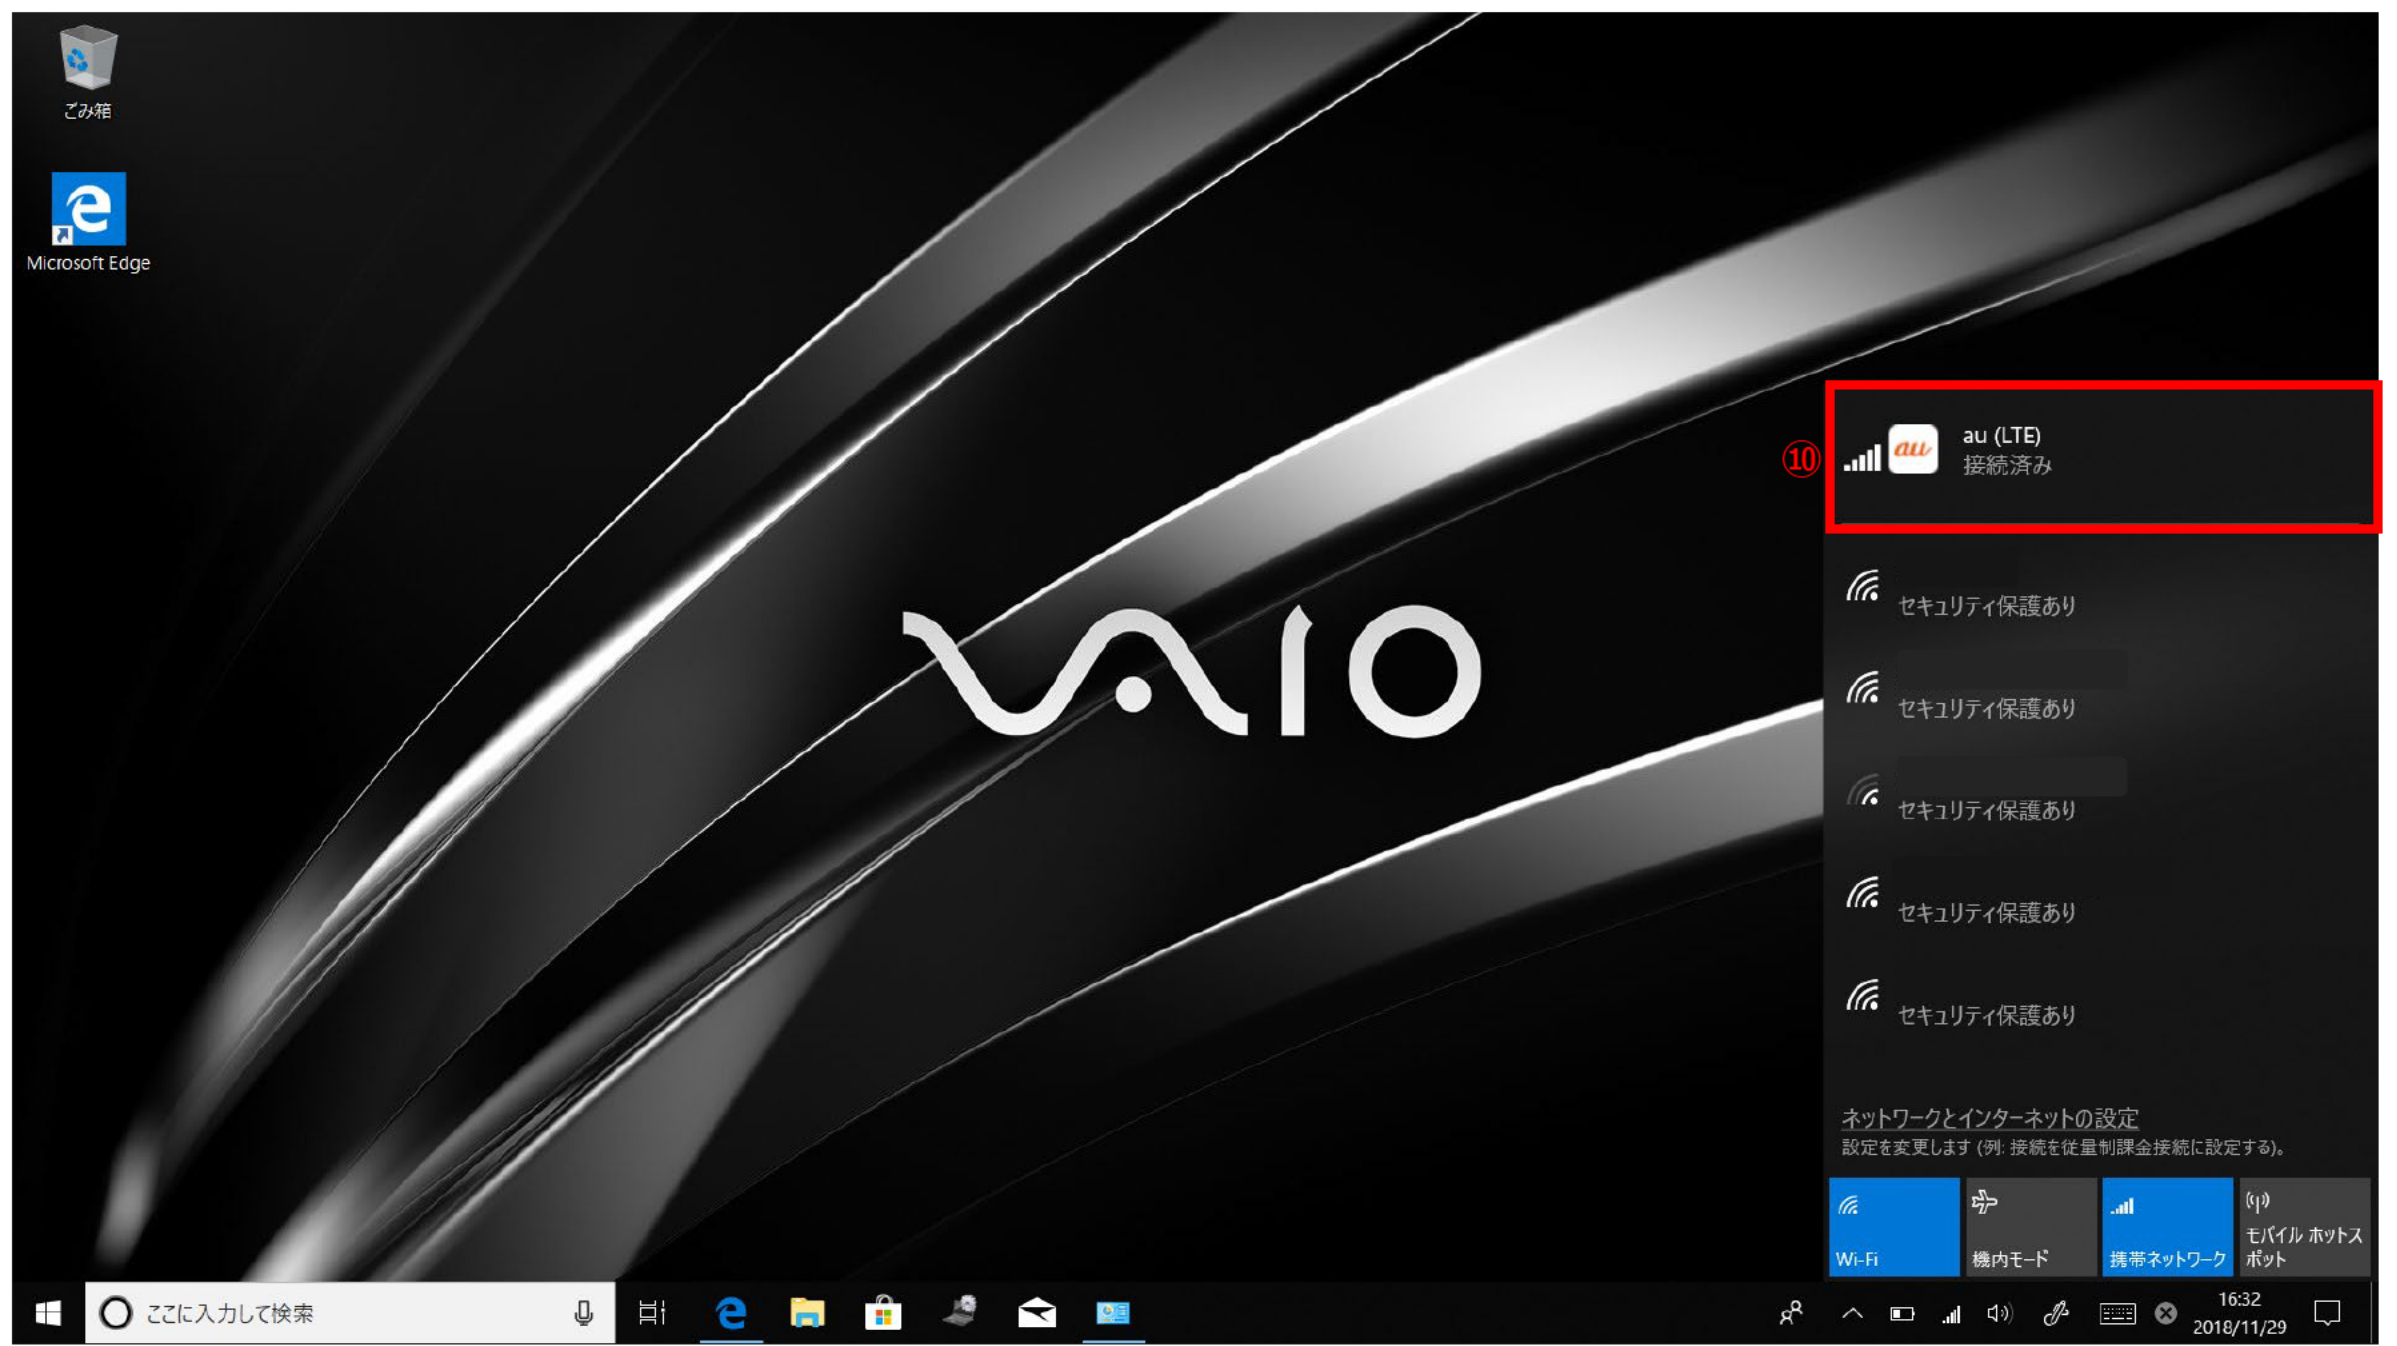 ごみ箱
Microsoft Edge
VAIO
⑩
au
au (LTE)
接続済み
セキュリティ保護あり
セキュリティ保護あり
セキュリティ保護あり
セキュリティ保護あり
セキュリティ保護あり
ネットワークとインターネットの設定
設定を変更します (例: 接続を従量制課金接続に設定する)。
Wi-Fi
機内モード
携帯ネットワーク
モバイル ホットス
ポット
ここに入力して検索
16:32
2018/11/29